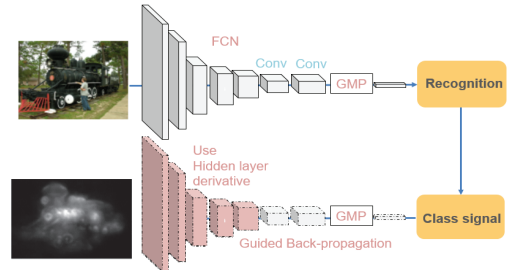 FCN
Conv Conv
GMP
Recognition
Use
Hidden layer
derivative
GMP
Class signal
Guided Back-propagation